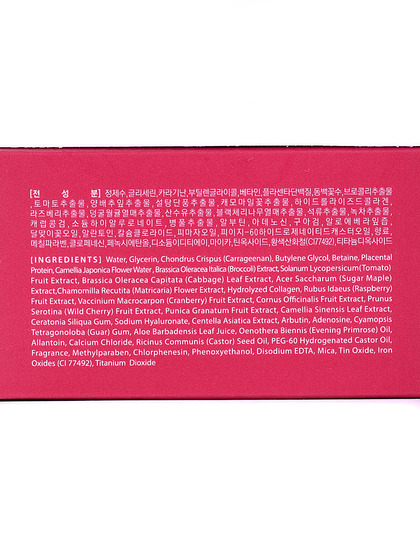 [전 성 분] 정제수,글리세린,카라기난,부틸렌글라이콜,베타인,플라센타단백질,동백꽃수,브로콜리추출물
,토마토추출물,양배추잎추출물,설탕단풍추출물,캐모마일꽃추출물,하이드롤라이즈드콜라겐,
라즈베리추출물,덩굴월귤열매추출물,산수유추출물,블랙체리나무열매추출물,석류추출물,녹차추출물,
캐럽콩검,소듐하이알루로네이트,병풀추출물,알부틴,아데노신,구아검,알로에베라잎즙,
달맞이꽃오일,알란토인,칼슘클로라이드,피마자오일,피이지-60하이드로제네이티드캐스터오일,향료,
메칠파라벤,클로페네신,페녹시에탄올,다소듐이디티에이,마이카,틴옥사이드,황색산화철(CI77492),티타늄디옥사이드
[INGREDIENTS] Water, Glycerin, Chondrus Crispus (Carrageenan), Butylene Glycol, Betaine, Placental
Protein, Camellia Japonica Flower Water, Brassica Oleracea Italica (Broccoli) Extract, Solanum Lycopersicum(Tomato)
Fruit Extract, Brassica Oleracea Capitata (Cabbage) Leaf Extract, Acer Saccharum (Sugar Maple)
Extract,Chamomilla Recutita (Matricaria) Flower Extract, Hydrolyzed Collagen, Rubus Idaeus (Raspberry)
Fruit Extract, Vaccinium Macrocarpon (Cranberry) Fruit Extract, Cornus Officinalis Fruit Extract, Prunus
Serotina (Wild Cherry) Fruit Extract, Punica Granatum Fruit Extract, Camellia Sinensis Leaf Extract,
Ceratonia Siliqua Gum, Sodium Hyaluronate, Centella Asiatica Extract, Arbutin, Adenosine, Cyamopsis
Tetragonoloba (Guar) Gum, Aloe Barbadensis Leaf Juice, Oenothera Biennis (Evening Primrose) Oil,
Allantoin, Calcium Chloride, Ricinus Communis (Castor) Seed Oil, PEG-60 Hydrogenated Castor Oil,
Fragrance, Methylparaben, Chlorphenesin, Phenoxyethanol, Disodium EDTA, Mica, Tin Oxide, Iron
Oxides (CI 77492), Titanium Dioxide